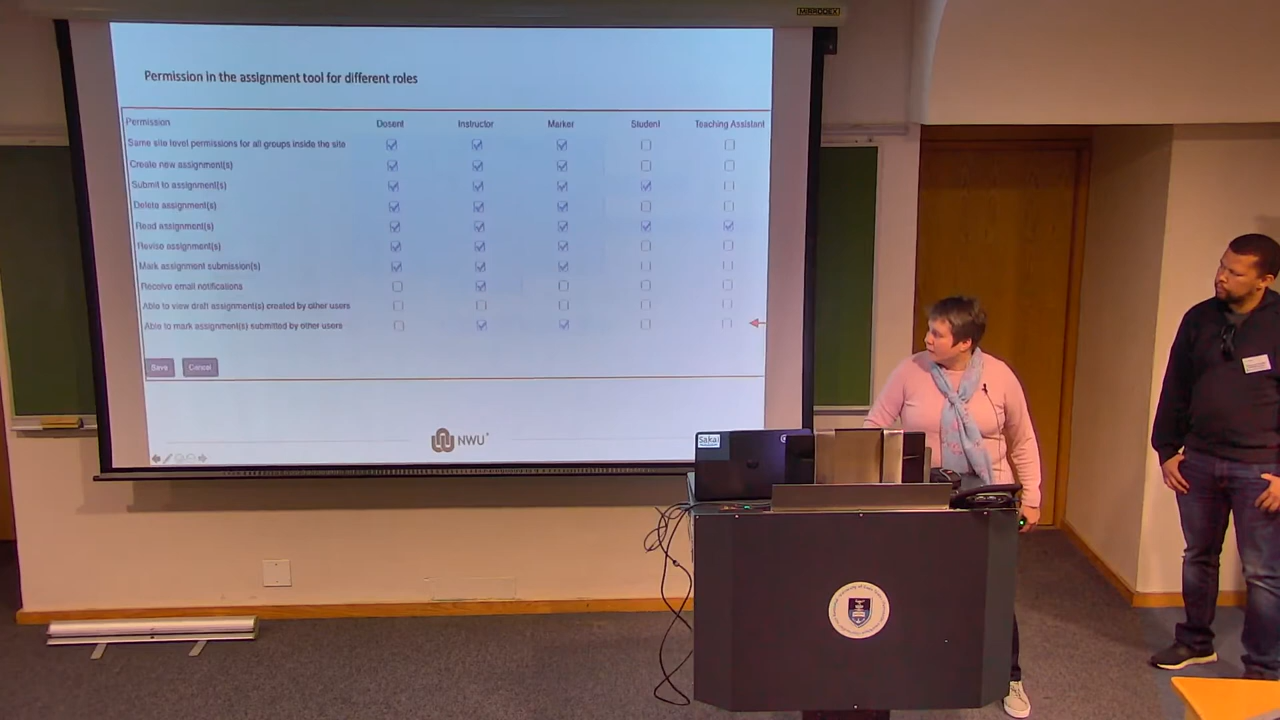 MIRRODEX
Permission in the assignment tool for different roles
Permission Dosent Instructor Marker Student Teaching Assistant
Same site level permissions for all groups inside the site
Create new assignment(s)
Submit to assignment(s)
Delete assignment(s)
Read assignment(s)
Revise assignment(s)
Mark assignment submission(s)
Receive email notifications
Able to view draft assignment(s) created by other users
Able to mark assignment(s) submitted by other users
Save Cancel
NWU
Sakai